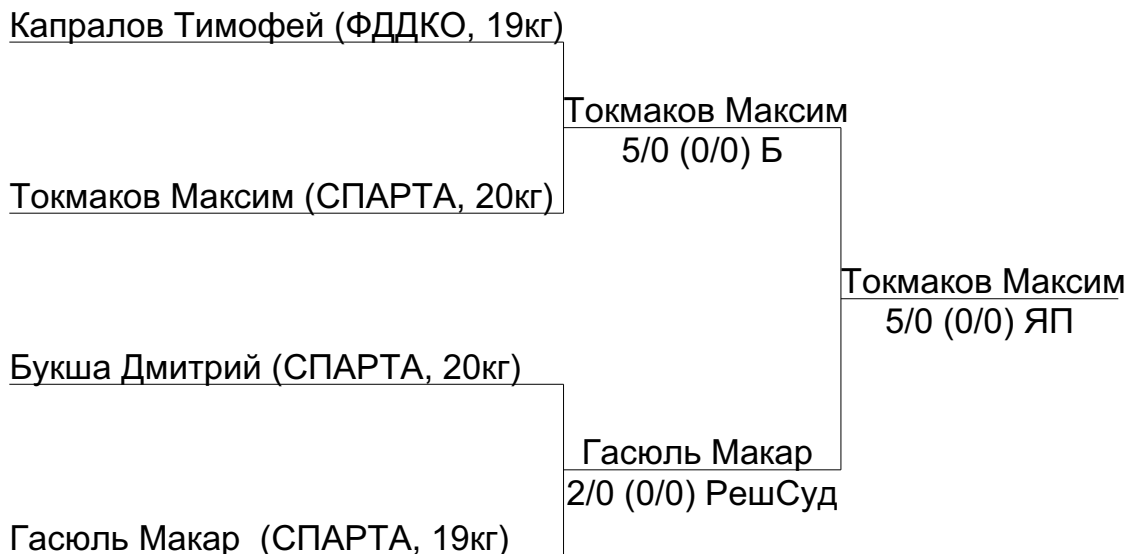 Капралов Тимофей (ФДДКО, 19кг)
Токмаков Максим
5/0 (0/0) Б
Токмаков Максим (СПАРТА, 20кг)
Токмаков Максим
5/0 (0/0) ЯП
Букша Дмитрий (СПАРТА, 20кг)
Гасюль Макар
2/0 (0/0) РешСуд
Гасюль Макар (СПАРТА, 19кг)